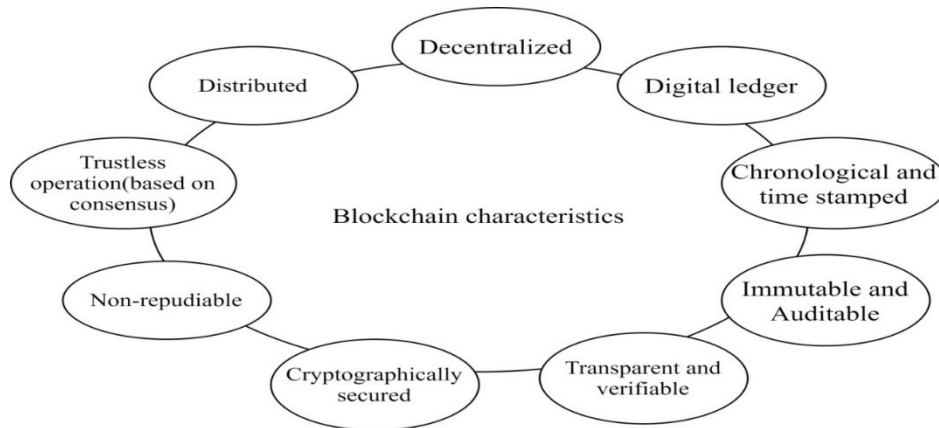 Decentralized
Distributed
Digital ledger
Trustless
operation(based on
consensus)
Chronological and
time stamped
Blockchain characteristics
Non-repudiable
Immutable and
Auditable
Cryptographically
secured
Transparent and
verifiable